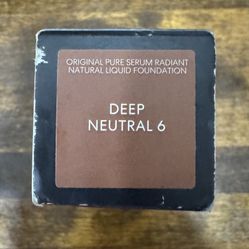 ORIGINAL PURE SERUM RADIANT
NATURAL LIQUID FOUNDATION
DEEP
NEUTRAL 6